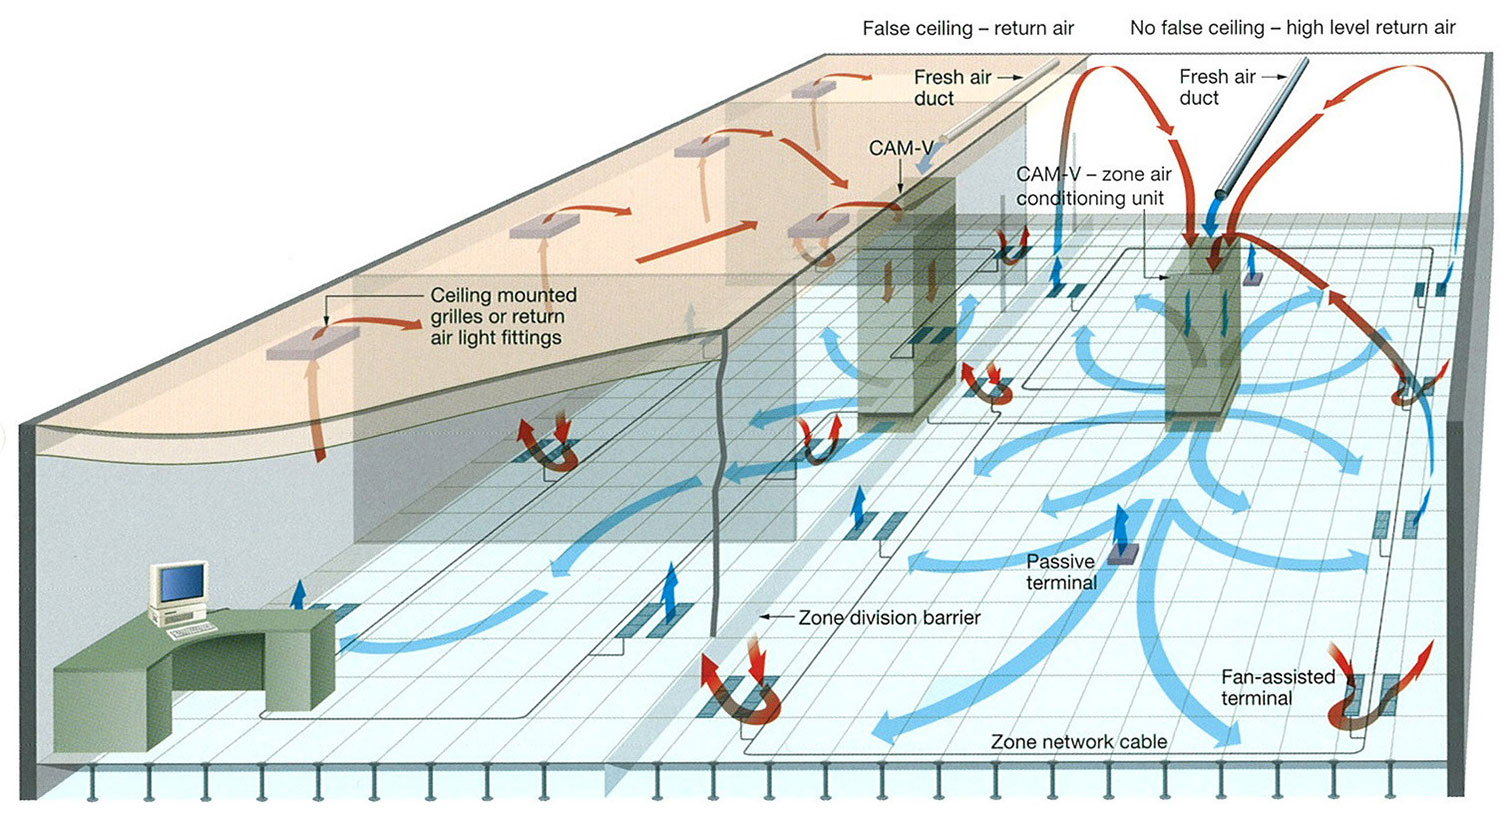 False ceiling – return air
No false ceiling – high level return air
Fresh air
duct
Fresh air
duct
CAM-V
CAM-V – zone air
conditioning unit
Ceiling mounted
grilles or return
air light fittings
Passive
terminal
Zone division barrier
Fan-assisted
terminal
Zone network cable